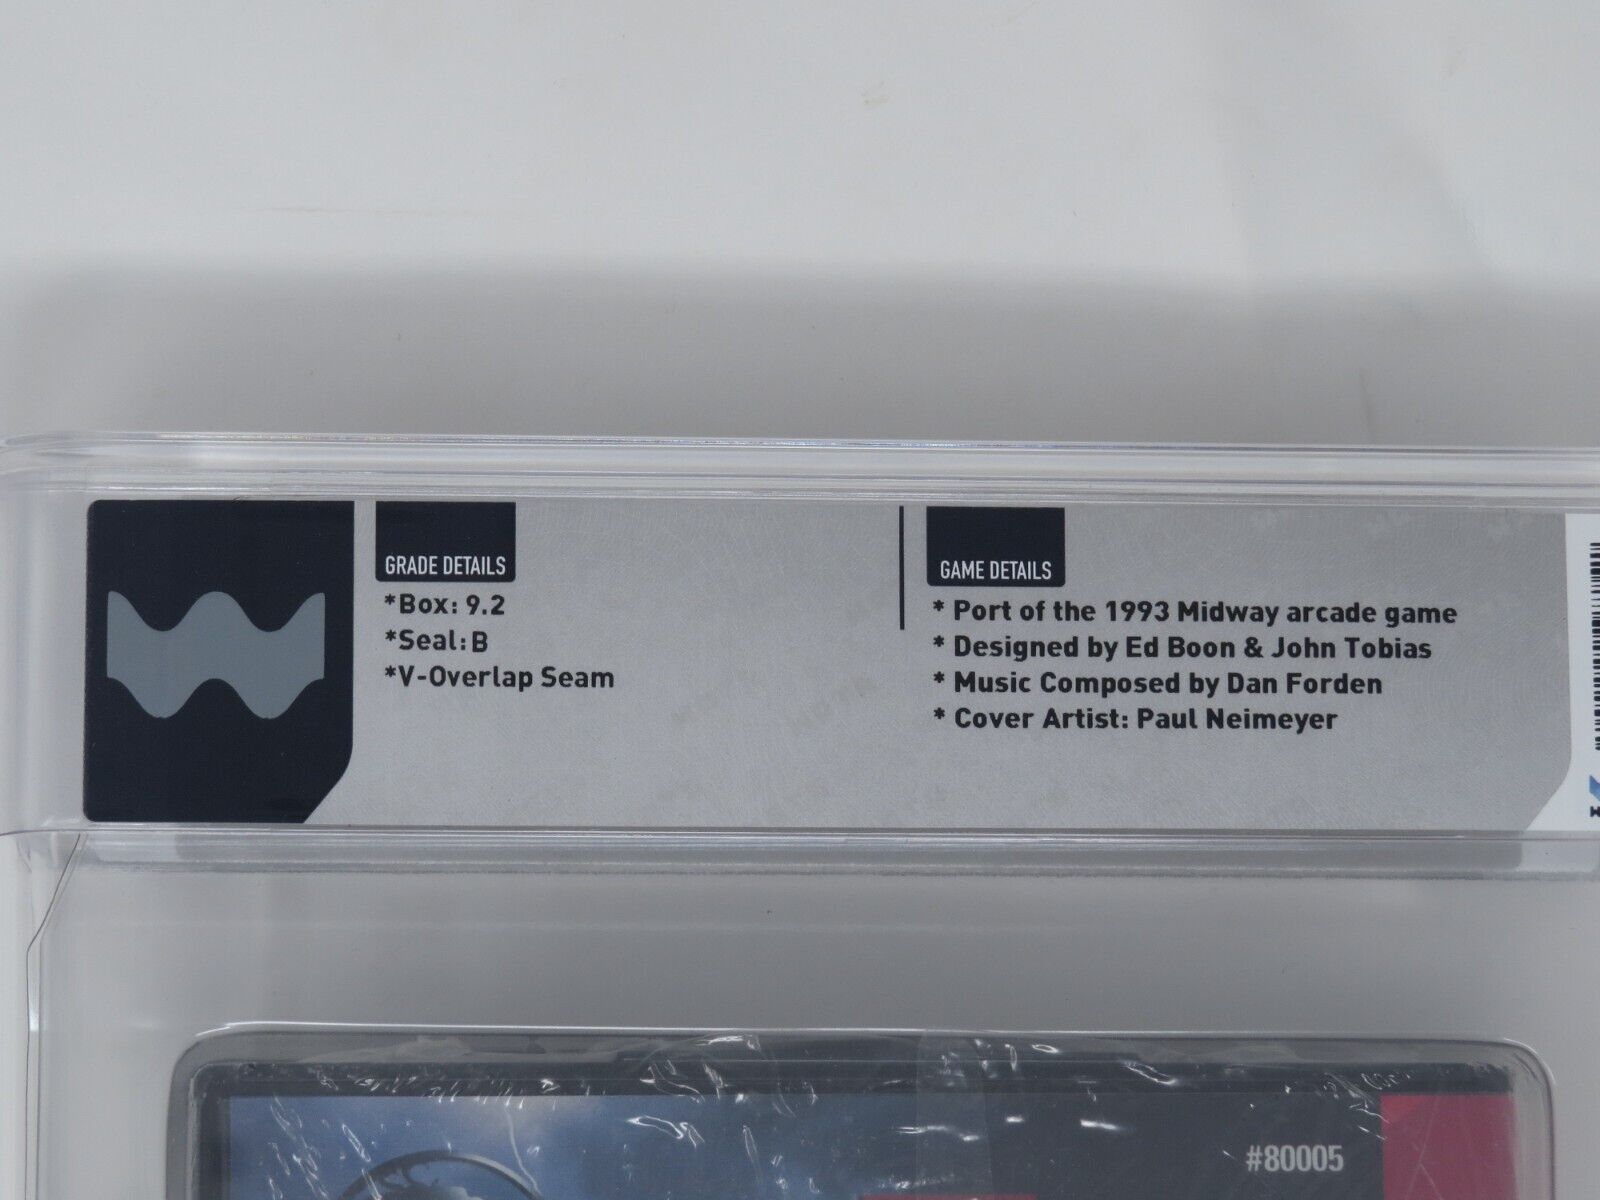 GRADE DETAILS
*Box: 9.2
*Seal: B
*V-Overlap Seam
GAME DETAILS
* Port of the 1993 Midway arcade game
* Designed by Ed Boon & John Tobias
* Music Composed by Dan Forden
* Cover Artist: Paul Neimeyer
#80005